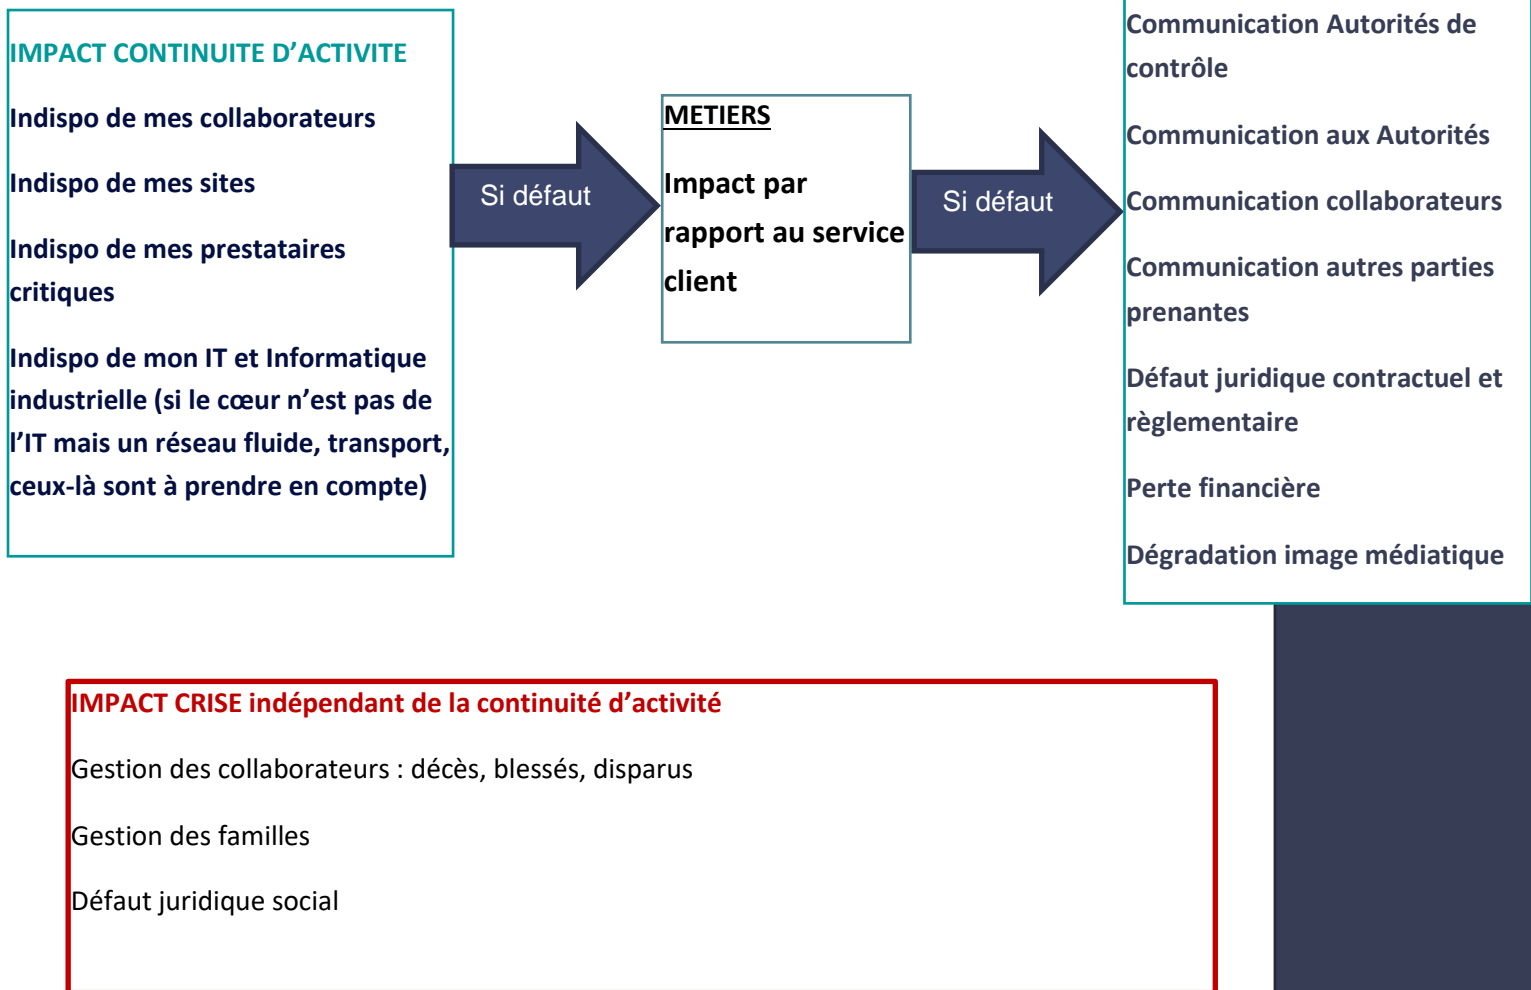 IMPACT CONTINUITE D’ACTIVITE
Indispo de mes collaborateurs
Indispo de mes sites
Indispo de mes prestataires
critiques
Indispo de mon IT et Informatique
industrielle (si le cœur n’est pas de
l’IT mais un réseau fluide, transport,
ceux-là sont à prendre en compte)
Si défaut
METIERS
Impact par
rapport au service
client
Si défaut
Communication Autorités de
contrôle
Communication aux Autorités
Communication collaborateurs
Communication autres parties
prenantes
Défaut juridique contractuel et
règlementaire
Perte financière
Dégradation image médiatique
IMPACT CRISE indépendant de la continuité d’activité
Gestion des collaborateurs : décès, blessés, disparus
Gestion des familles
Défaut juridique social